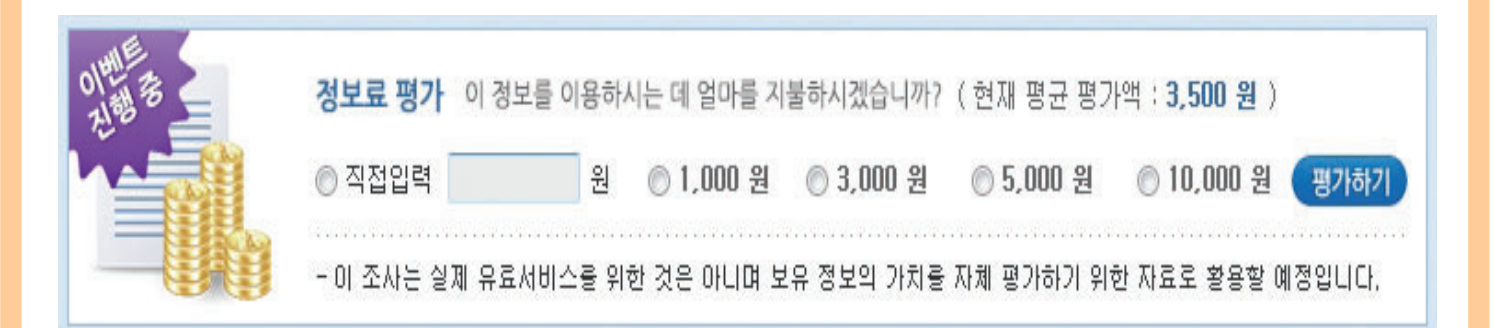 이벤트
진행 중
정보료 평가 이 정보를 이용하시는 데 얼마를 지불하시겠습니까? ( 현재 평균 평가액 : 3,500 원 )
직접입력 원 1,000 원 3,000 원 5,000 원 10,000 원 평가하기
- 이 조사는 실제 유료서비스를 위한 것은 아니며 보유 정보의 가치를 자체 평가하기 위한 자료로 활용할 예정입니다.